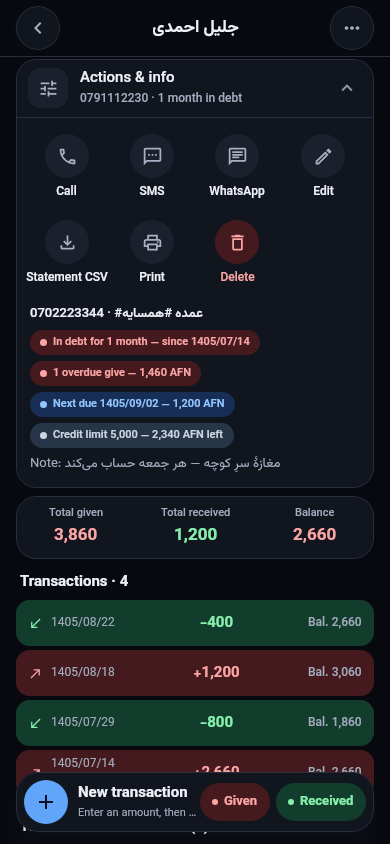 جلیل احمدی
Actions & info
0791112230 · 1 month in debt
Call
SMS
WhatsApp
Edit
Statement CSV
Print
Delete
0702223344 · #عمده #همسایه
In debt for 1 month — since 1405/07/14
1 overdue give — 1,460 AFN
Next due 1405/09/02 — 1,200 AFN
Credit limit 5,000 — 2,340 AFN left
Note: مغازهٔ سرِ کوچه — هر جمعه حساب می‌کند
Total given
Total received
Balance
3,860
1,200
2,660
Transactions · 4
1405/08/22
−400
Bal. 2,660
1405/08/18
+1,200
Bal. 3,060
1405/07/29
−800
Bal. 1,860
1405/07/14
+2,660
Bal. 2,660
New transaction
Enter an amount, then …
Given
Received